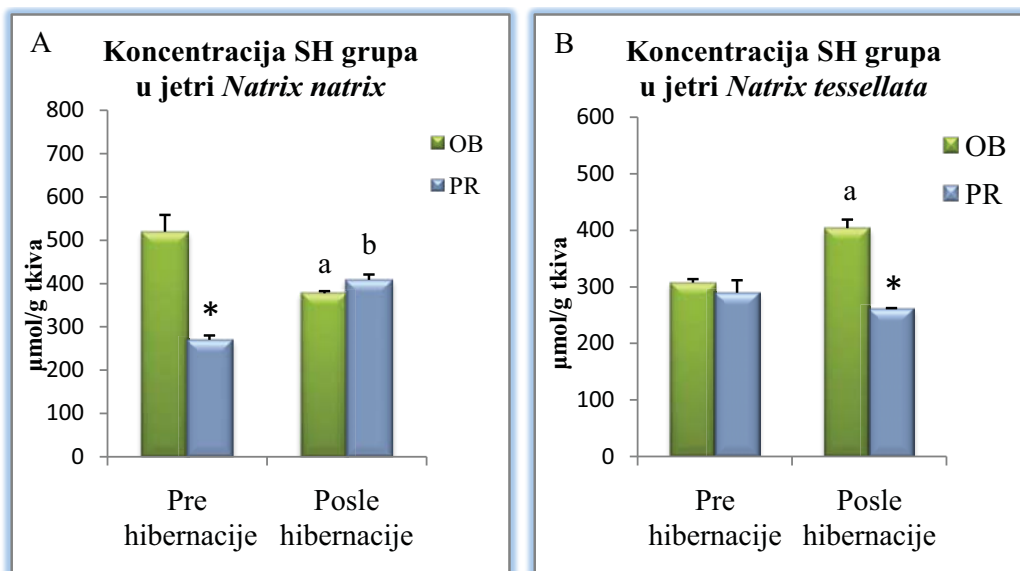 A
Koncentracija SH grupa
u jetri Natrix natrix
800
700
600
500
400
300
200
100
0
µmol/g tkiva
OB
PR
*
a
b
Pre
hibernacije
Posle
hibernacije
B
Koncentracija SH grupa
u jetri Natrix tessellata
600
500
400
300
200
100
0
µmol/g tkiva
OB
PR
a
*
Pre
hibernacije
Posle
hibernacije